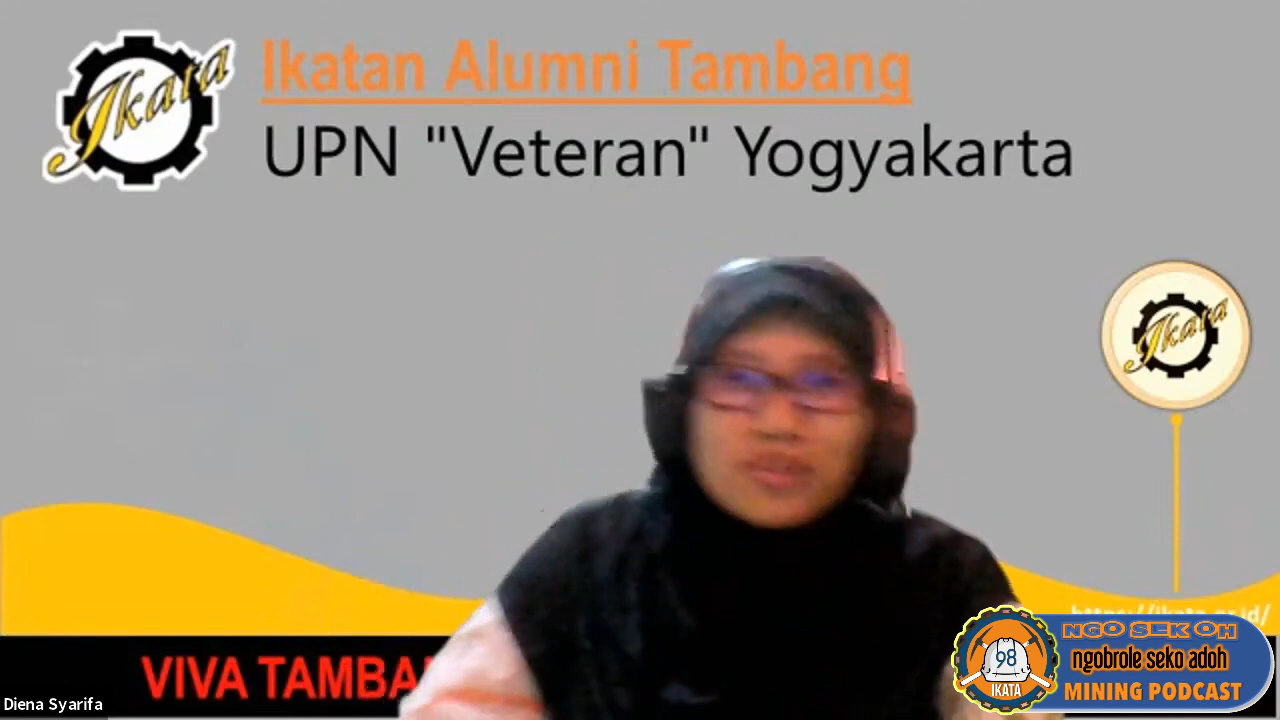 Ikata
Ikatan Alumni Tambang
UPN "Veteran" Yogyakarta
Ikata
VIVA TAMBA
Diena Syarifa
98
IKATA
NGO SEK OH
ngobrole seko adoh
MINING PODCAST